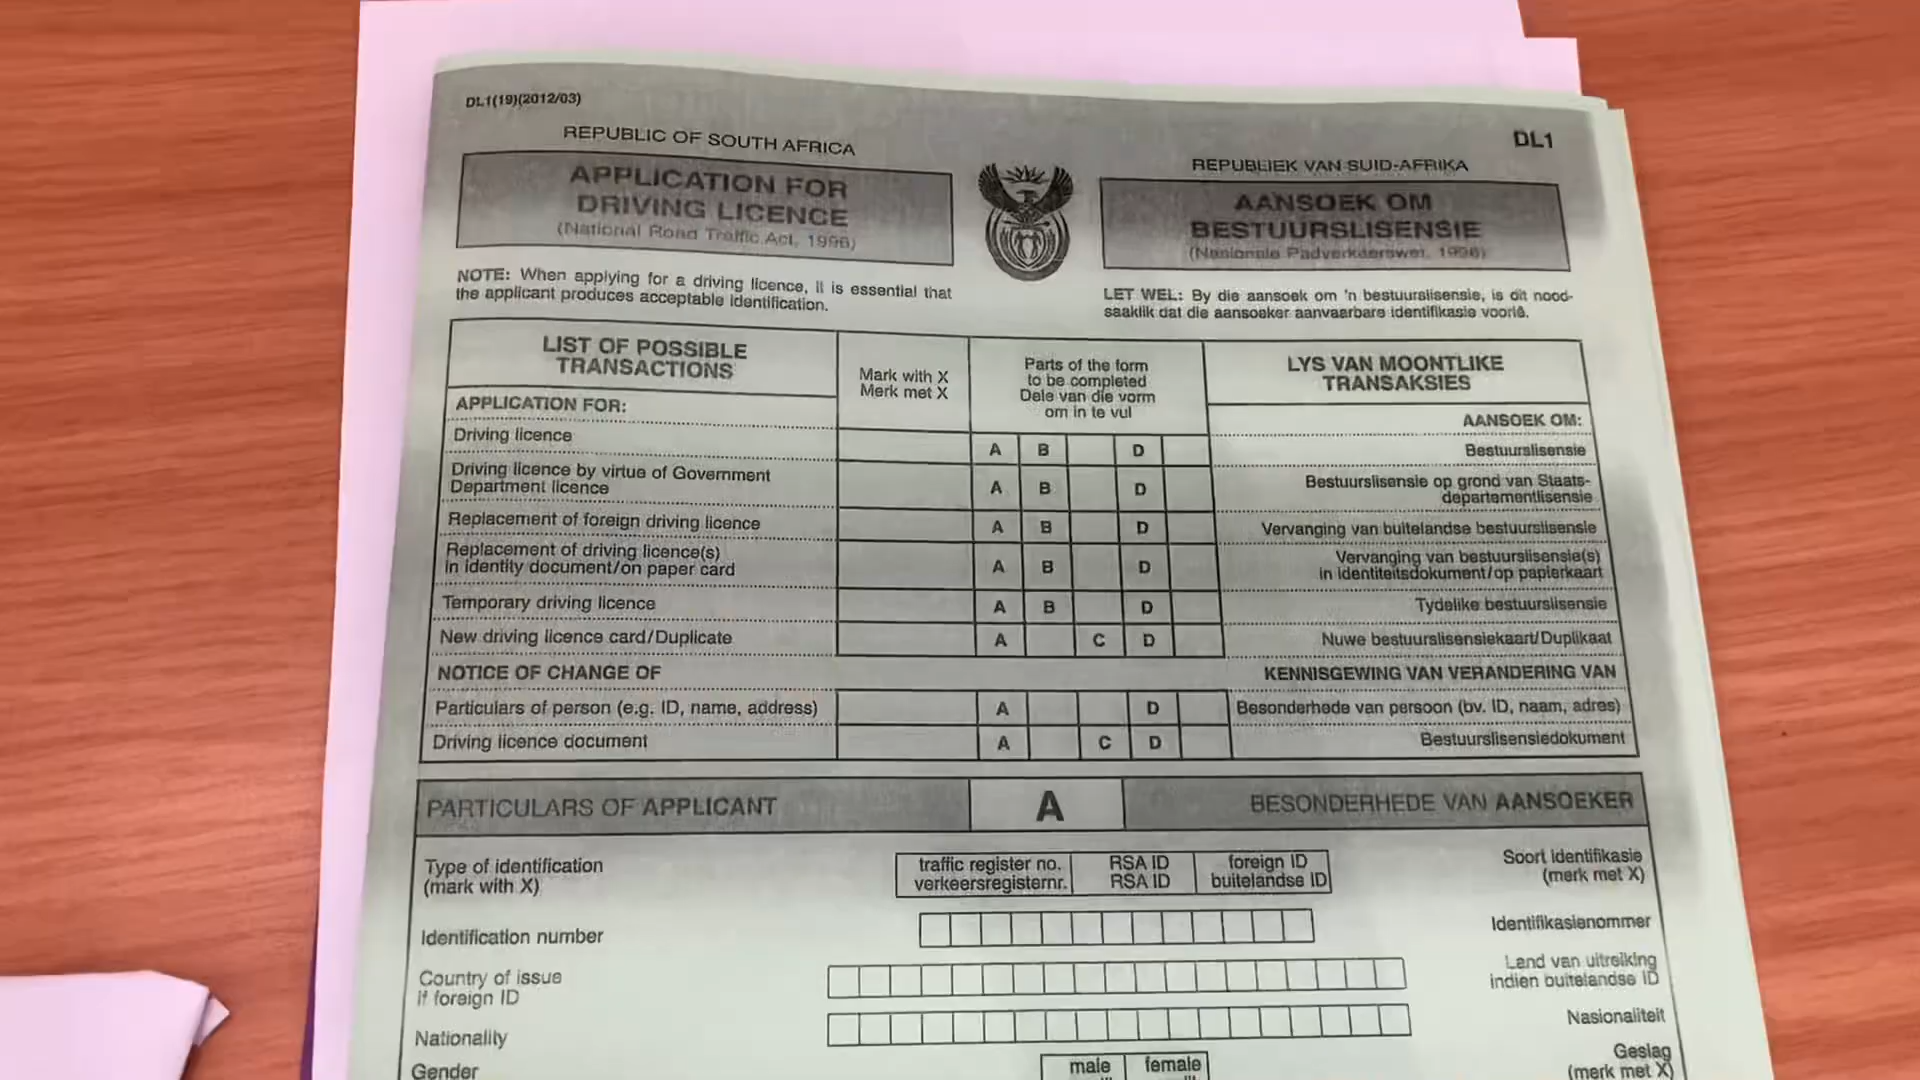 DL1(19)(2012/03)
DL1
REPUBLIC OF SOUTH AFRICA
APPLICATION FOR
DRIVING LICENCE
(National Road Traffic Act, 1996)
REPUBLIEK VAN SUID-AFRIKA
AANSOEK OM
BESTUURSLISENSIE
(Nasionale Padverkeerswet, 1996)
NOTE: When applying for a driving licence, it is essential that
the applicant produces acceptable identification.
LET WEL: By die aansoek om 'n bestuurslisensie, is dit nood-
saaklik dat die aansoeker aanvaarbare identifikasie voorlê.
LIST OF POSSIBLE
TRANSACTIONS
Mark with X
Merk met X
Parts of the form
to be completed
Dele van die vorm
om in te vul
LYS VAN MOONTLIKE
TRANSAKSIES
APPLICATION FOR:
AANSOEK OM:
Driving licence A B D Bestuurslisensie
Driving licence by virtue of Government
Department licence
A B D
Bestuurslisensie op grond van Staats-
departementlisensie
Replacement of foreign driving licence A B D Vervanging van buitelandse bestuurslisensie
Replacement of driving licence(s)
in identity document/on paper card
A B D
Vervanging van bestuurslisensie(s)
in identiteitsdokument/op papierkaart
Temporary driving licence A B D Tydelike bestuurslisensie
New driving licence card/Duplicate A C D Nuwe bestuurslisensiekaart/Duplikaat
NOTICE OF CHANGE OF KENNISGEWING VAN VERANDERING VAN
Particulars of person (e.g. ID, name, address) A D Besonderhede van persoon (bv. ID, naam, adres)
Driving licence document A C D Bestuurslisensiedokument
PARTICULARS OF APPLICANT A BESONDERHEDE VAN AANSOEKER
Type of identification
(mark with X)
traffic register no.
verkeersregisternr.
RSA ID
RSA ID
foreign ID
buitelandse ID
Soort identifikasie
(merk met X)
Identification number Identifikasienommer
Country of issue
if foreign ID
Land van uitreiking
indien buitelandse ID
Nationality Nasionaliteit
Gender male female Geslag
(merk met X)